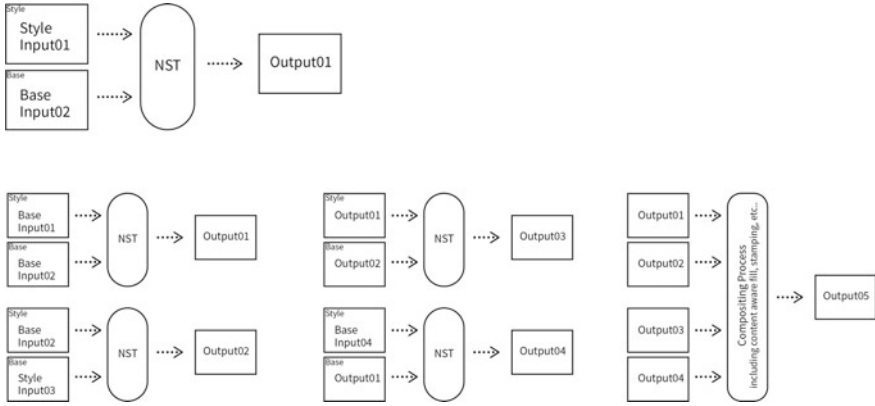 Style
Style
Input01
Base
Base
Input02
NST
Output01
Style
Base
Input01
Base
Base
Input02
NST
Output01
Style
Base
Input02
Base
Style
Input03
NST
Output02
Style
Output01
Base
Output02
NST
Output03
Style
Base
Input04
Base
Output01
NST
Output04
Output01
Output02
Output03
Output04
Compositing Process
including content aware fill, stamping, etc..
Output05